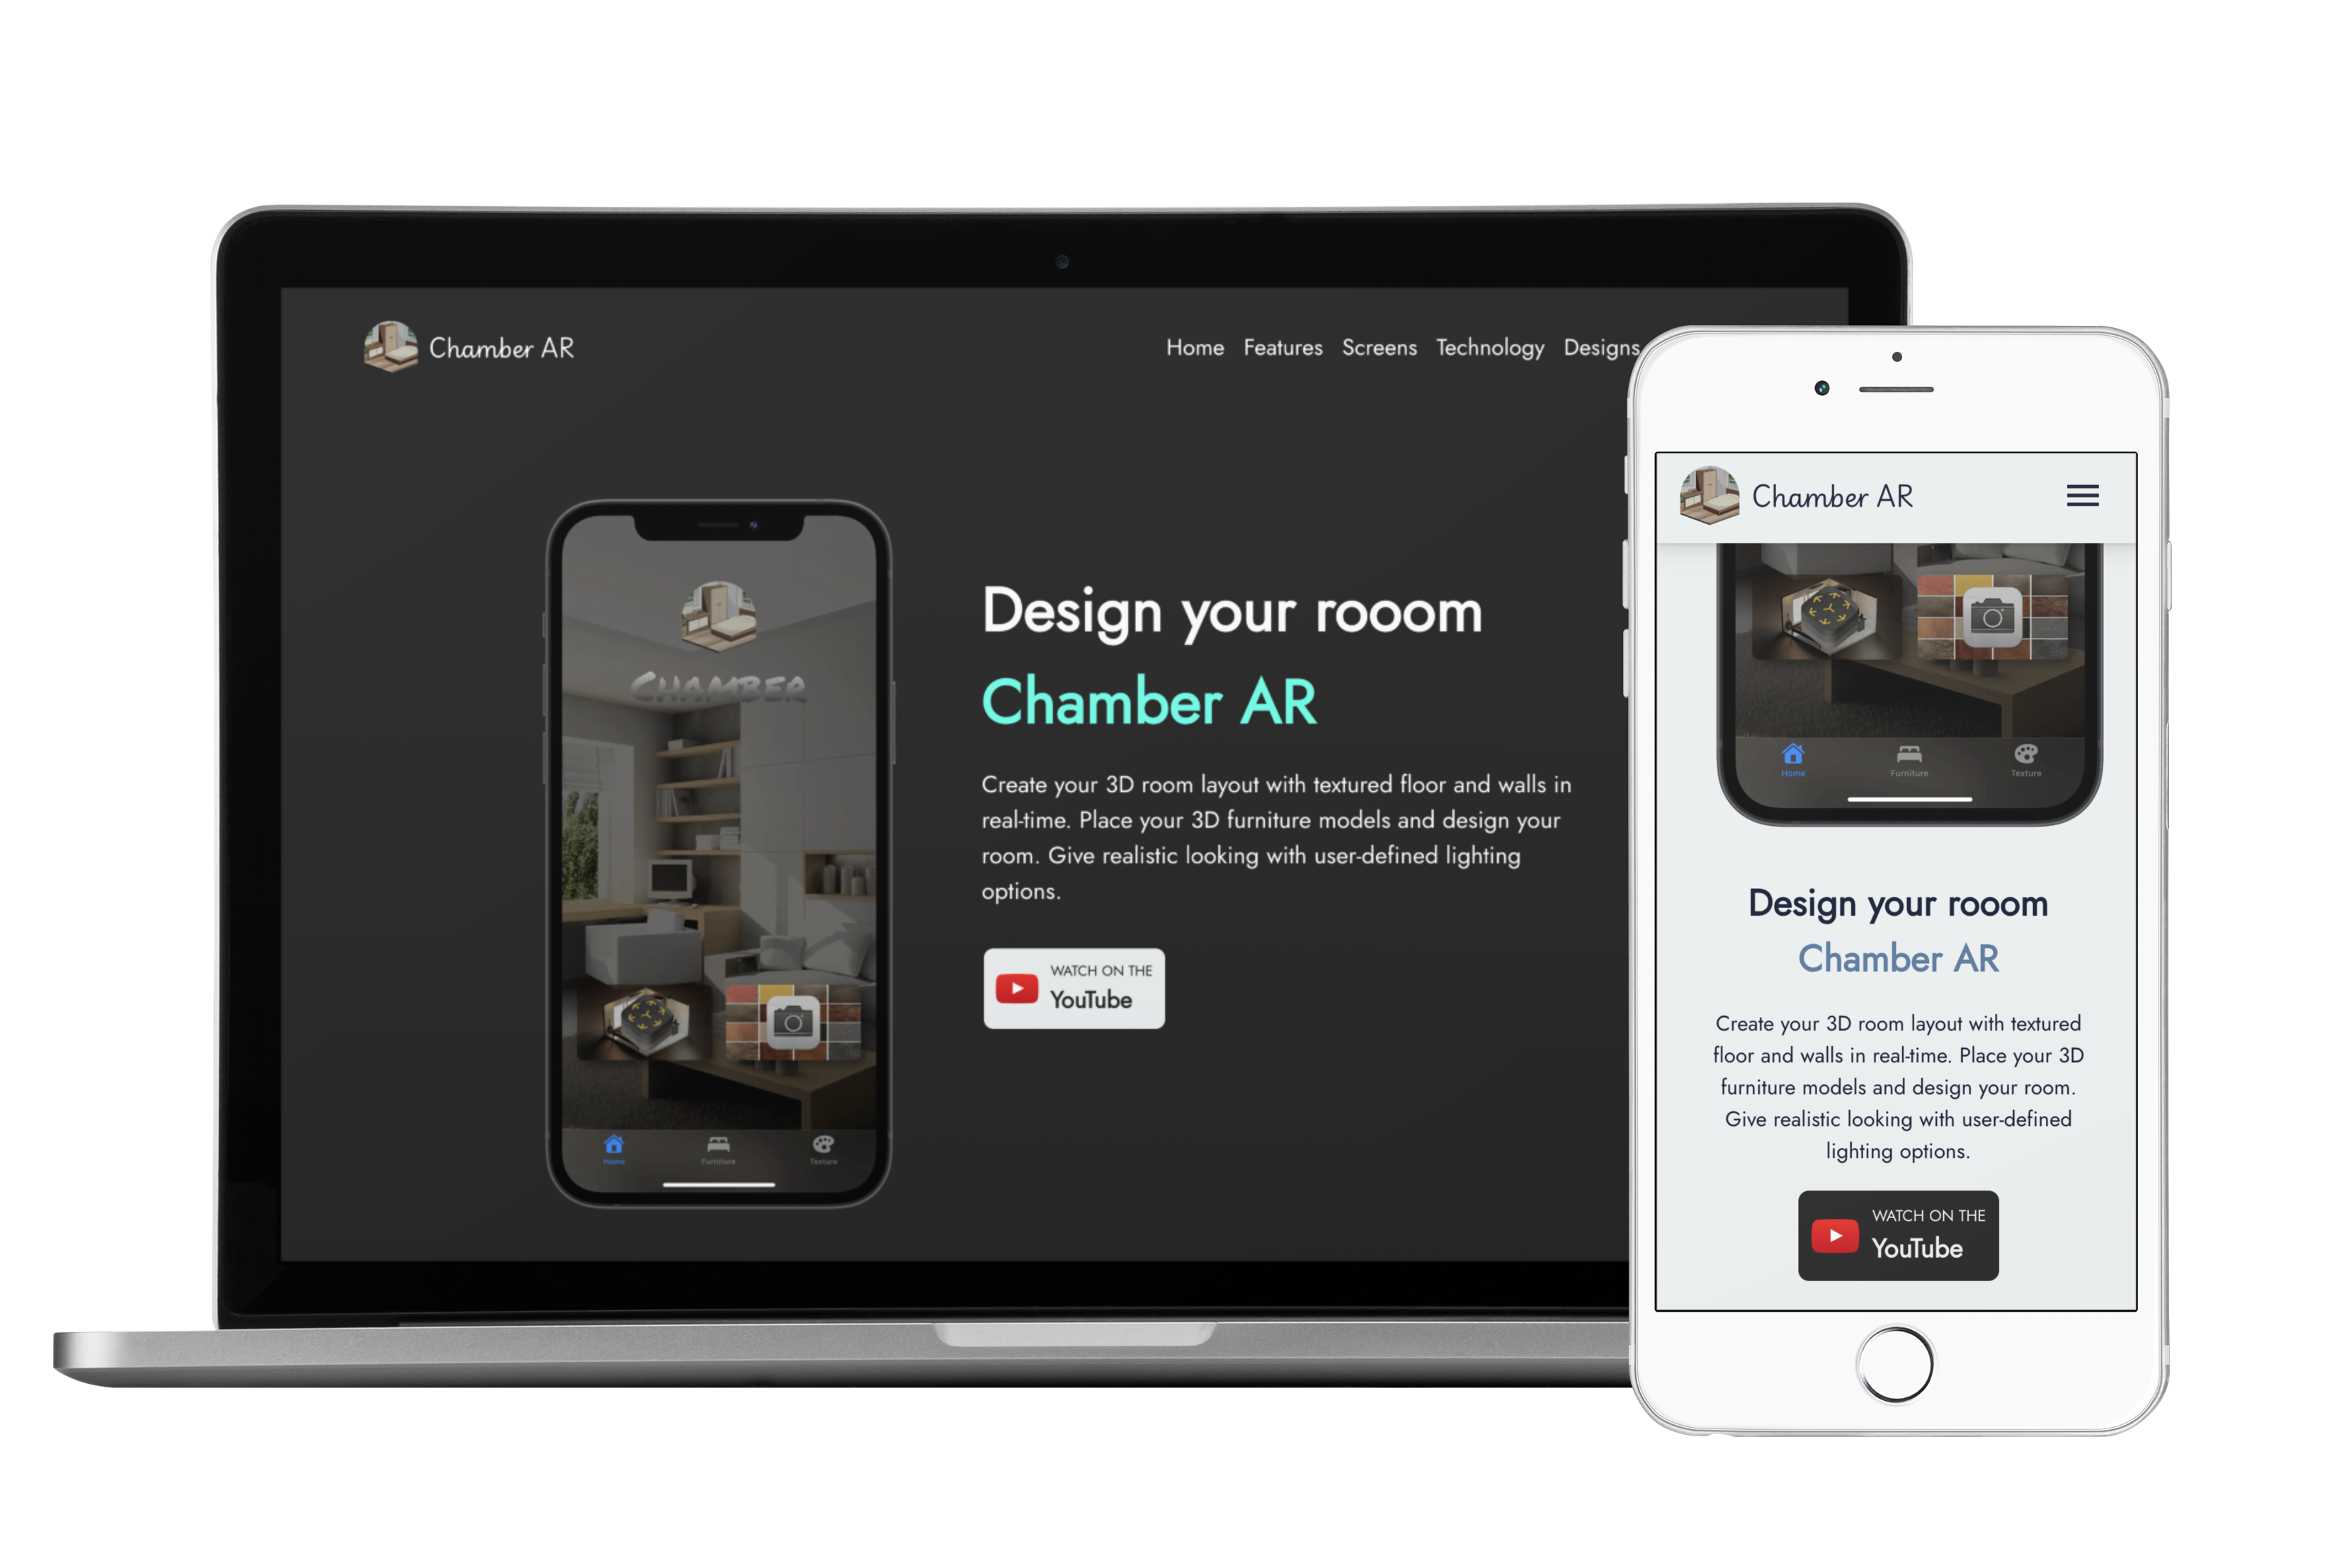 Chamber AR
Home Features Screens Technology Designs
CHAMBER
Home Furniture Texture
Design your rooom
Chamber AR
Create your 3D room layout with textured floor and walls in
real-time. Place your 3D furniture models and design your
room. Give realistic looking with user-defined lighting
options.
WATCH ON THE
YouTube
Chamber AR
Home Furniture Texture
Design your rooom
Chamber AR
Create your 3D room layout with textured
floor and walls in real-time. Place your 3D
furniture models and design your room.
Give realistic looking with user-defined
lighting options.
WATCH ON THE
YouTube